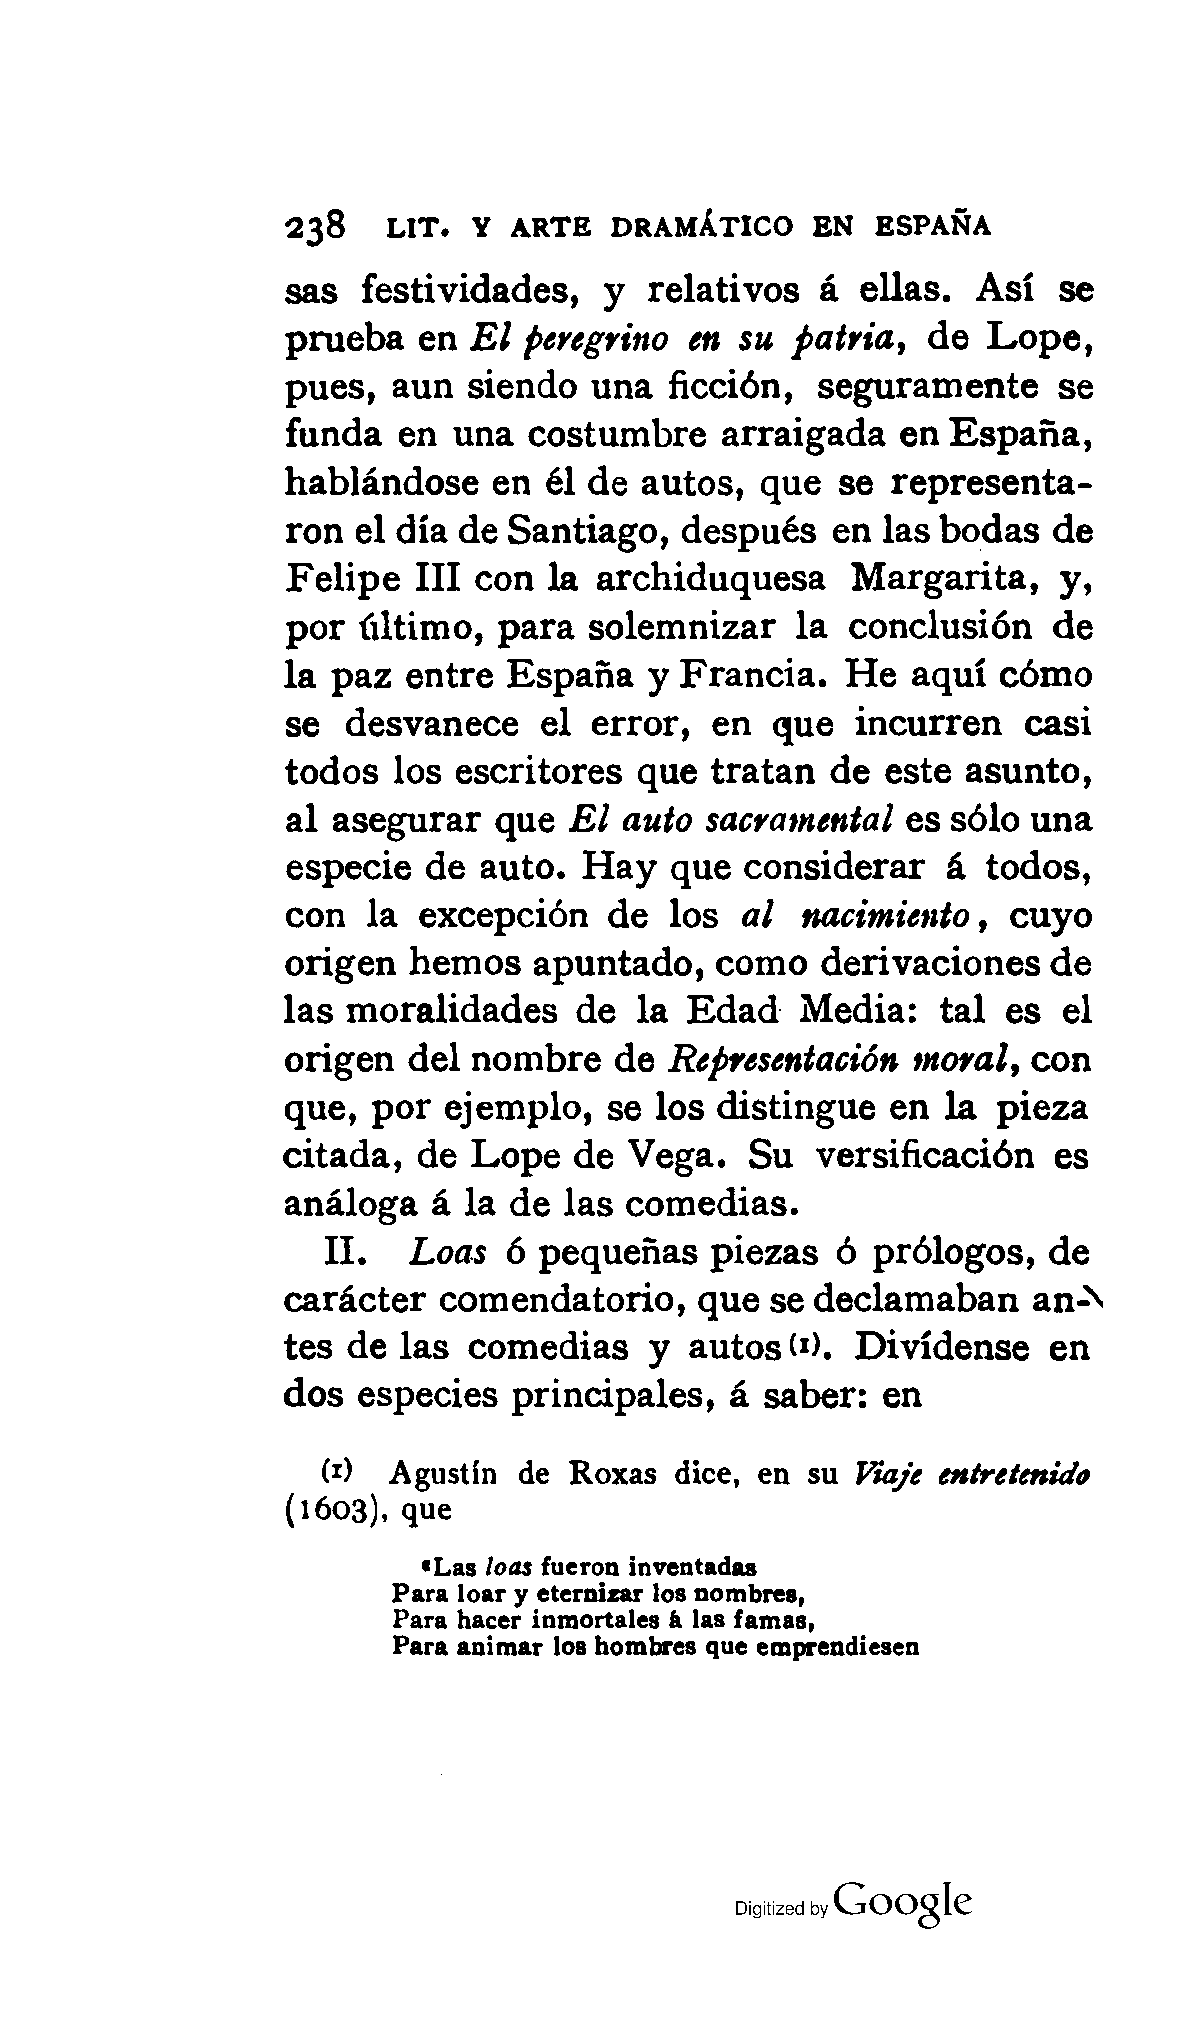 238 LIT. Y ARTE DRAMÁTICO EN ESPAÑA
sas festividades, y relativos á ellas. Así se
prueba en El peregrino en su patria, de Lope,
pues, aun siendo una ficción, seguramente se
funda en una costumbre arraigada en España,
hablándose en él de autos, que se representa-
ron el día de Santiago, después en las bodas de
Felipe III con la archiduquesa Margarita, y,
por último, para solemnizar la conclusión de
la paz entre España y Francia. He aquí cómo
se desvanece el error, en que incurren casi
todos los escritores que tratan de este asunto,
al asegurar que El auto sacramental es sólo una
especie de auto. Hay que considerar á todos,
con la excepción de los al nacimiento, cuyo
origen hemos apuntado, como derivaciones de
las moralidades de la Edad Media: tal es el
origen del nombre de Representación moral, con
que, por ejemplo, se los distingue en la pieza
citada, de Lope de Vega. Su versificación es
análoga á la de las comedias.
II. Loas ó pequeñas piezas ó prólogos, de
carácter comendatorio, que se declamaban an-
tes de las comedias y autos (1). Divídense en
dos especies principales, á saber: en
(1) Agustín de Roxas dice, en su Viaje entretenido
(1603), que
«Las loas fueron inventadas
Para loar y eternizar los nombres,
Para hacer inmortales á las famas,
Para animar los hombres que emprendiesen
Digitized by Google